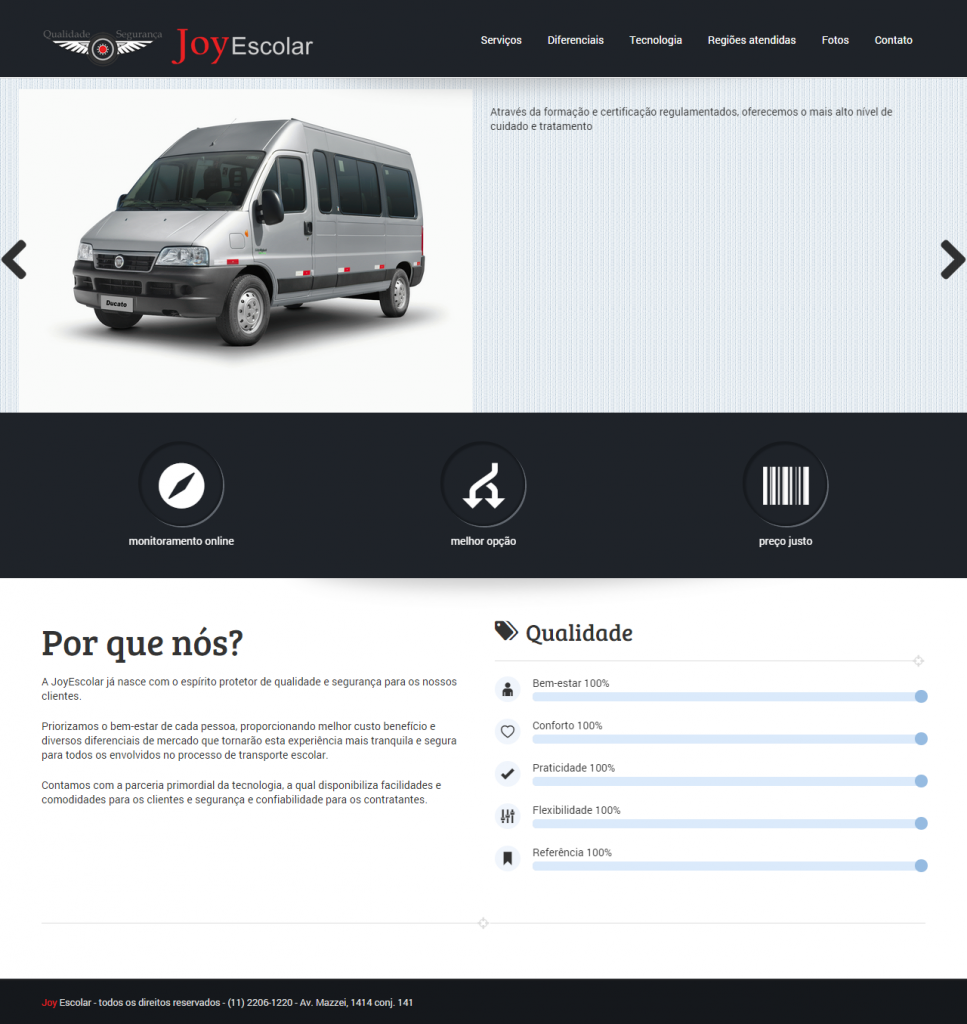 Qualidade Segurança
Joy Escolar
Serviços Diferenciais Tecnologia Regiões atendidas Fotos Contato
Através da formação e certificação regulamentados, oferecemos o mais alto nível de
cuidado e tratamento
Ducato
monitoramento online melhor opção preço justo
Por que nós?
A JoyEscolar já nasce com o espírito protetor de qualidade e segurança para os nossos
clientes.
Priorizamos o bem-estar de cada pessoa, proporcionando melhor custo benefício e
diversos diferenciais de mercado que tornarão esta experiência mais tranquila e segura
para todos os envolvidos no processo de transporte escolar.
Contamos com a parceria primordial da tecnologia, a qual disponibiliza facilidades e
comodidades para os clientes e segurança e confiabilidade para os contratantes.
Qualidade
Bem-estar 100%
Conforto 100%
Praticidade 100%
Flexibilidade 100%
Referência 100%
Joy Escolar - todos os direitos reservados - (11) 2206-1220 - Av. Mazzei, 1414 conj. 141